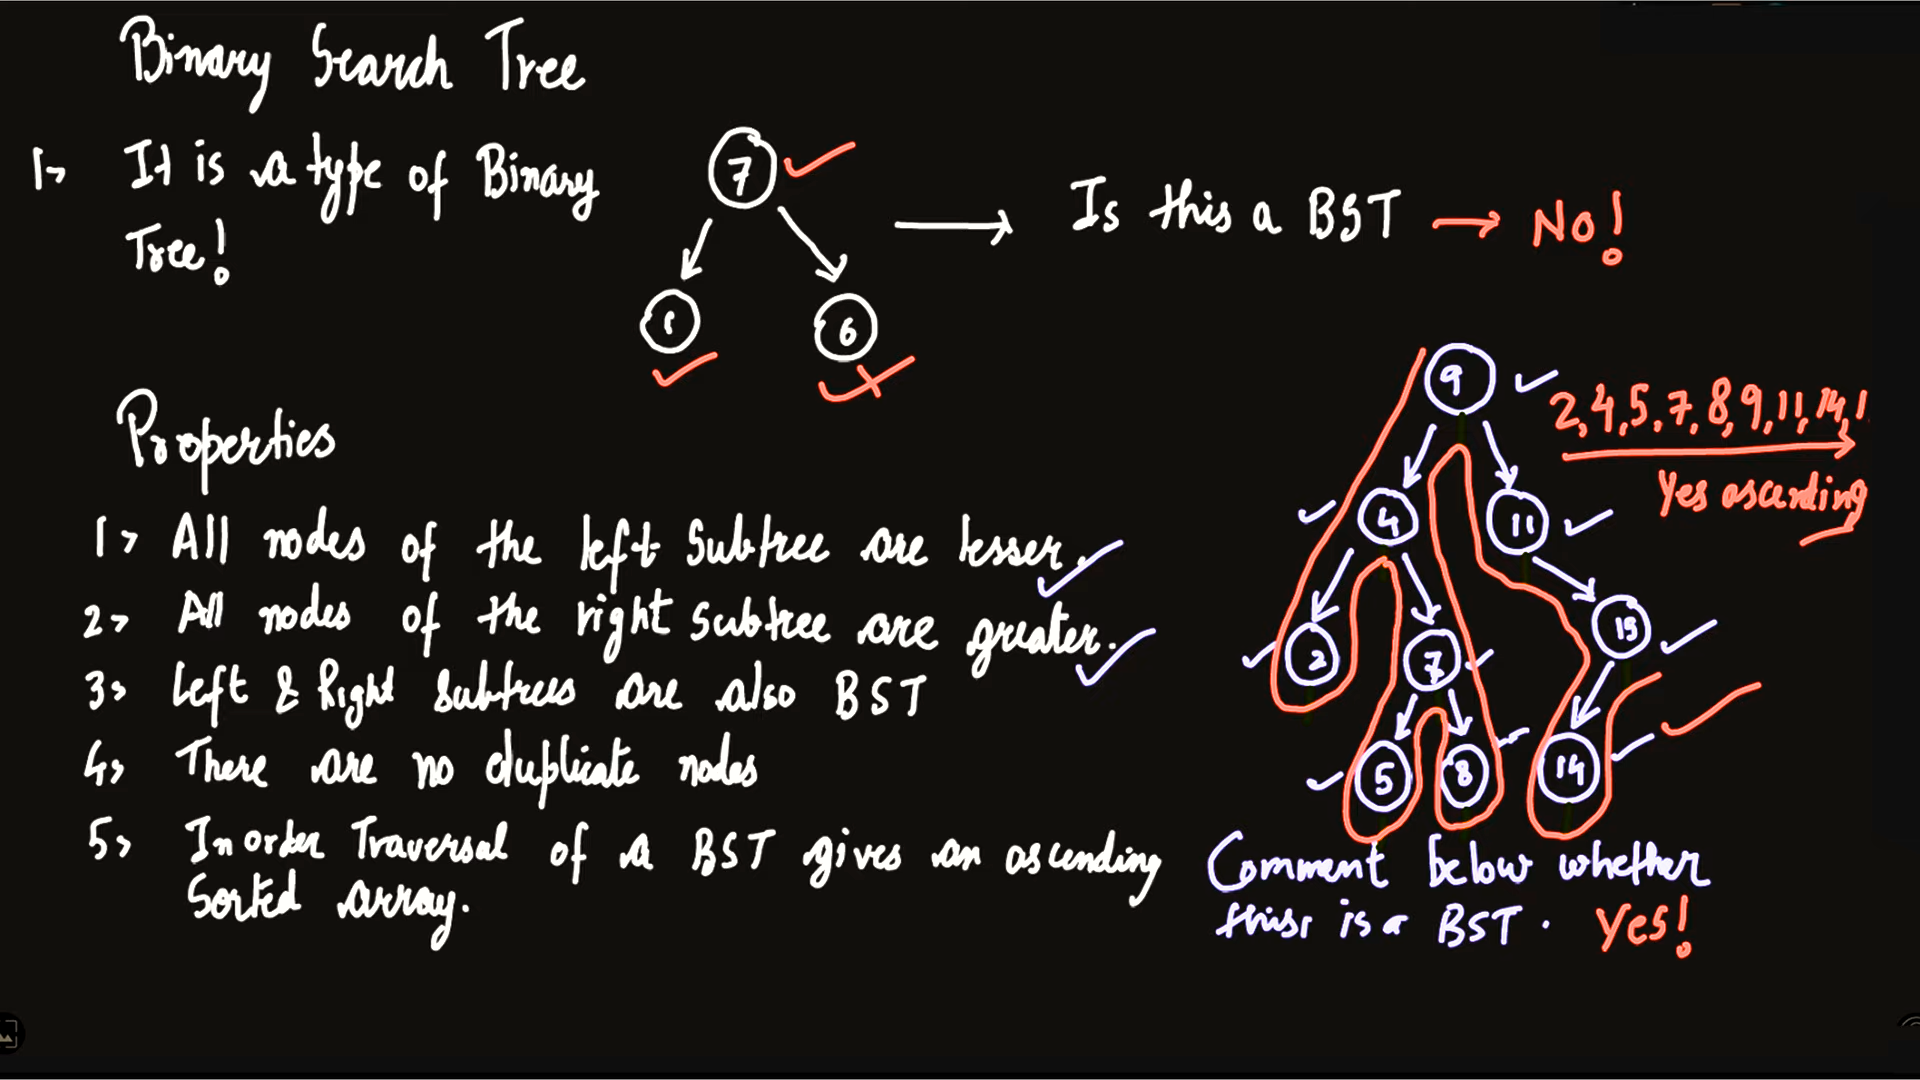 Binary Search Tree
1> It is a type of Binary
Tree!
7
1
6
Is this a BST → No!
Properties
1> All nodes of the left Subtree are lesser.
2> All nodes of the right Subtree are greater.
3> Left & Right subtrees are also BST
4> There are no duplicate nodes
5> Inorder Traversal of a BST gives an ascending
Sorted array.
9
2,4,5,7,8,9,11,14,1
Yes ascending
4
11
2
7
15
5
8
14
Comment below whether
this is a BST. Yes!